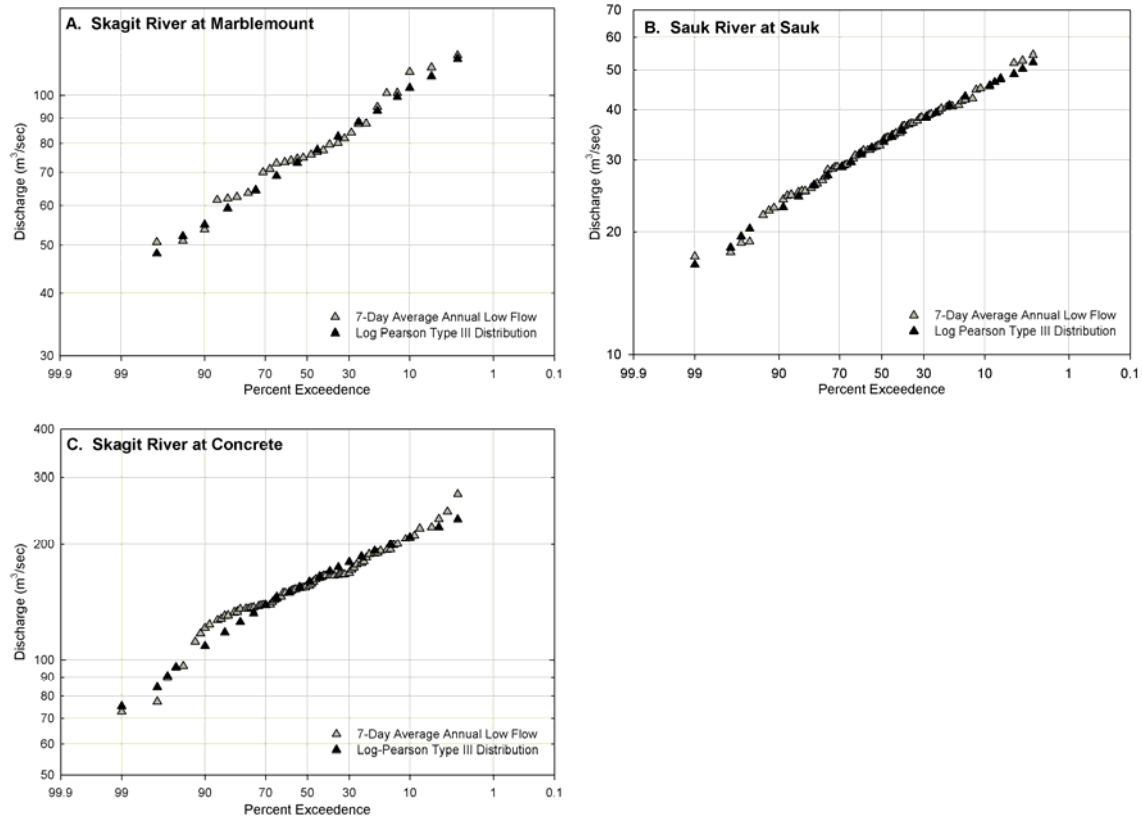 A. Skagit River at Marblemount
Discharge (m³/sec)
100
90
80
70
60
50
40
30
7-Day Average Annual Low Flow
Log Pearson Type III Distribution
99.9 99 90 70 50 30 10 1 0.1
Percent Exceedence
B. Sauk River at Sauk
Discharge (m³/sec)
70
60
50
40
30
20
10
7-Day Average Annual Low Flow
Log Pearson Type III Distribution
99.9 99 90 70 50 30 10 1 0.1
Percent Exceedence
C. Skagit River at Concrete
Discharge (m³/sec)
400
300
200
100
90
80
70
60
50
7-Day Average Annual Low Flow
Log-Pearson Type III Distribution
99.9 99 90 70 50 30 10 1 0.1
Percent Exceedence